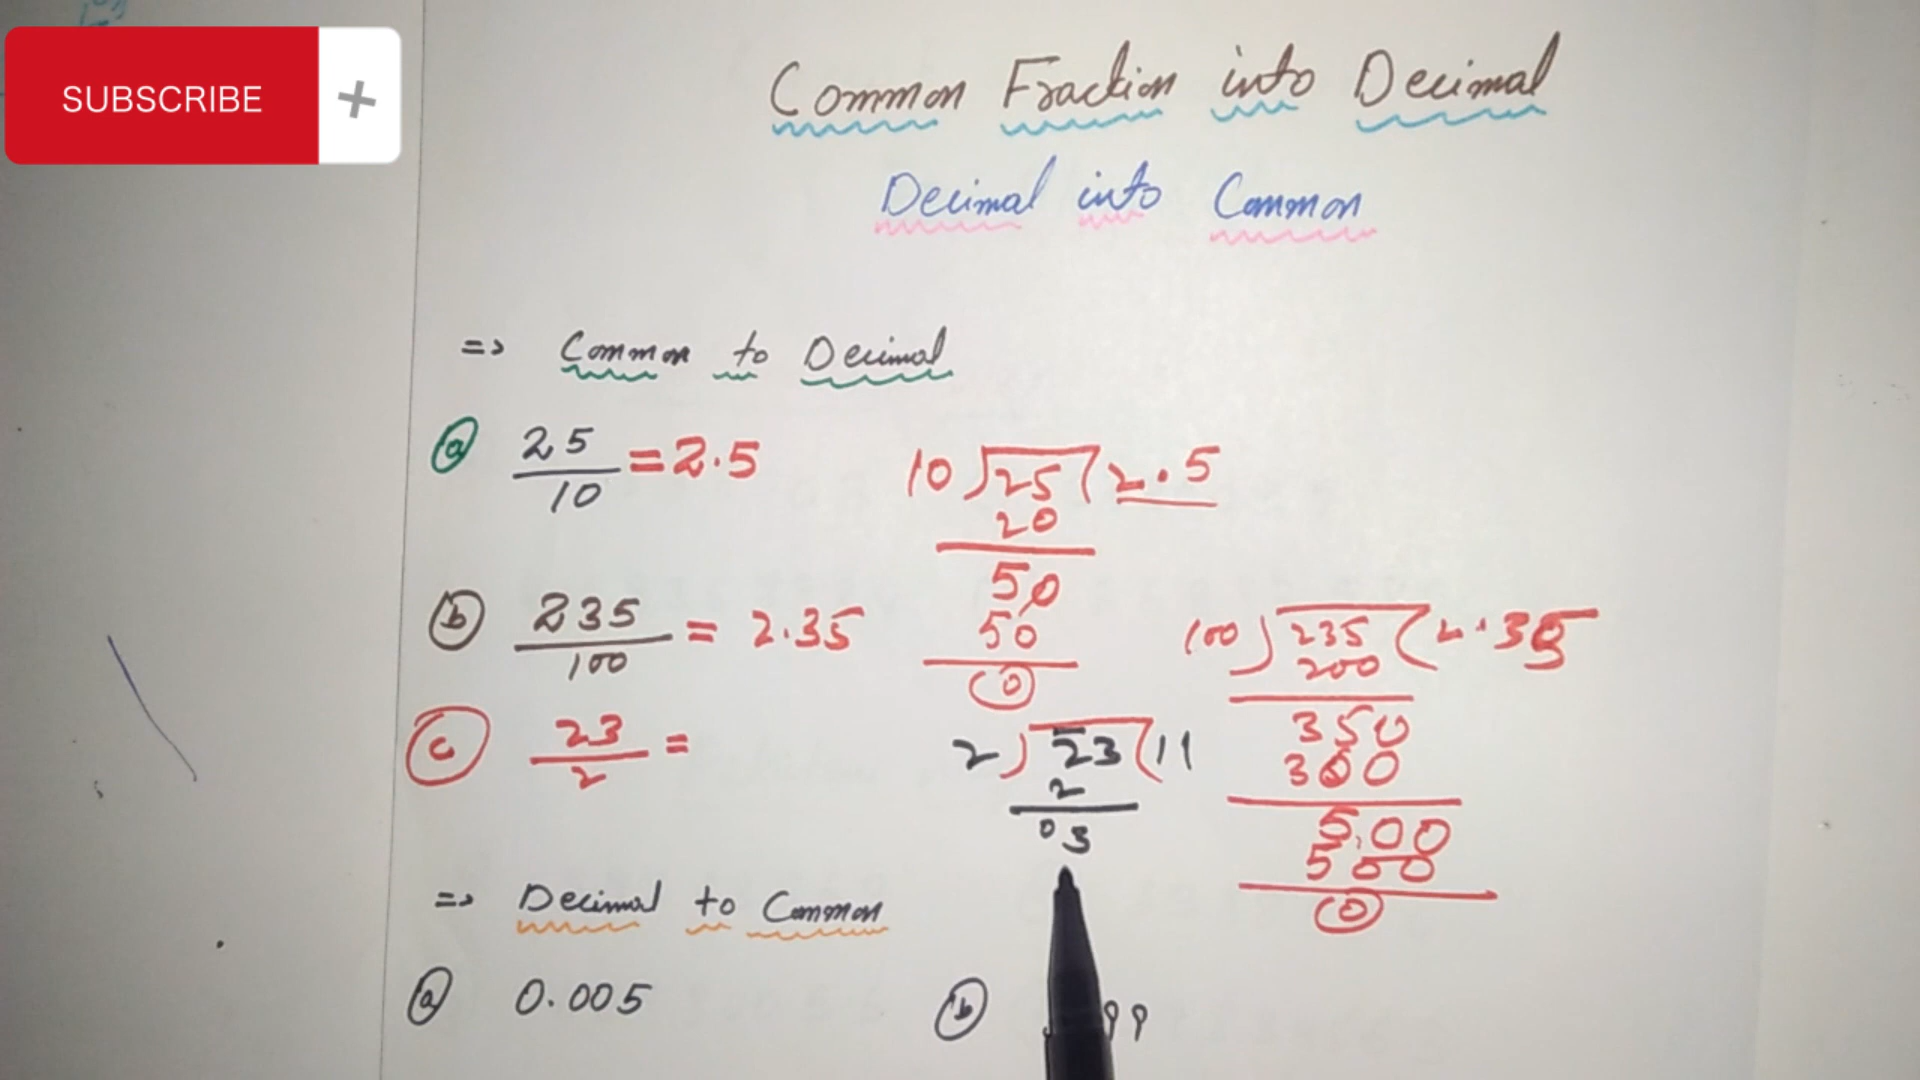 SUBSCRIBE +
Common Fraction into Decimal
Decimal into Common
=> Common to Decimal
(a) 25/10 = 2.5
10 ) 25 ( 2.5
20
50
50
0
(b) 235/100 = 2.35
100 ) 235 ( 2.35
200
350
300
500
500
0
(c) 23/2 =
2 ) 23 ( 11
2
03
=> Decimal to Common
(a) 0.005
(b)